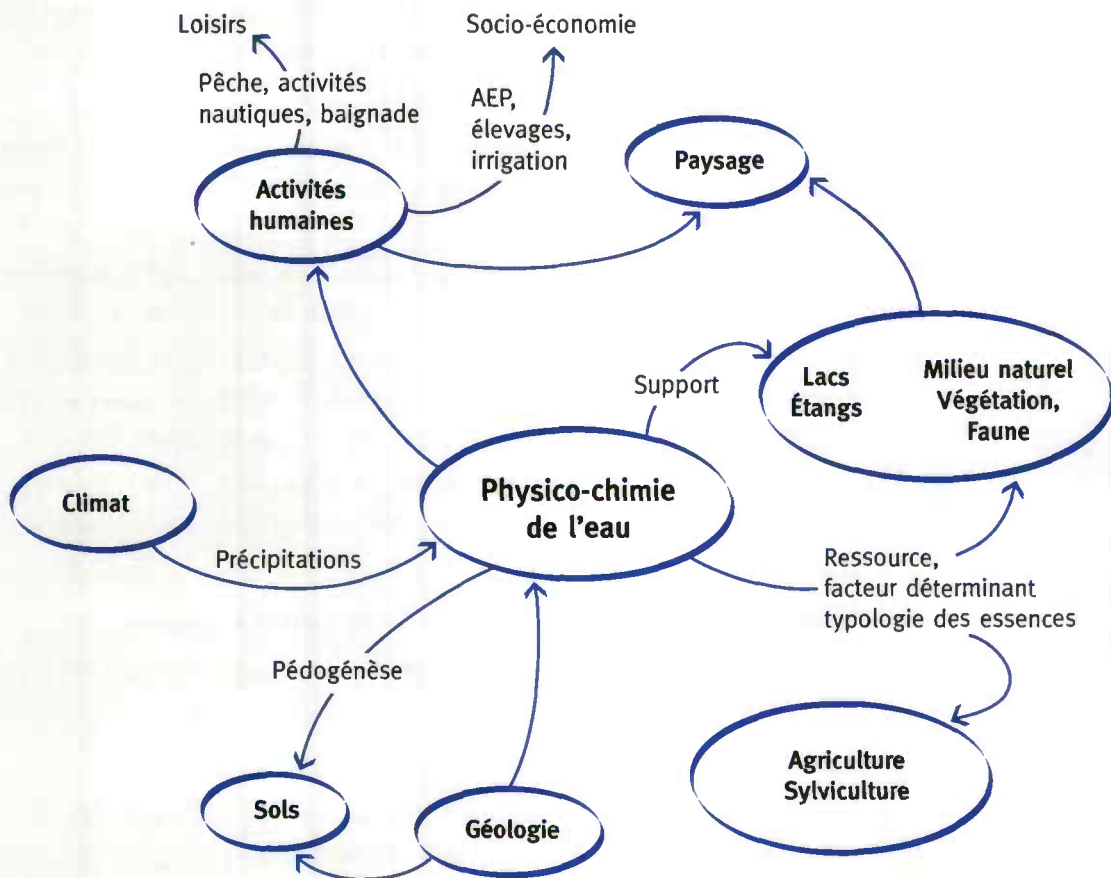 Loisirs
Socio-économie
Pêche, activités
nautiques, baignade
AEP,
élevages,
irrigation
Paysage
Activités
humaines
Support
Lacs
Étangs
Milieu naturel
Végétation,
Faune
Physico-chimie
de l'eau
Climat
Précipitations
Ressource,
facteur déterminant
typologie des essences
Pédogénèse
Agriculture
Sylviculture
Sols
Géologie